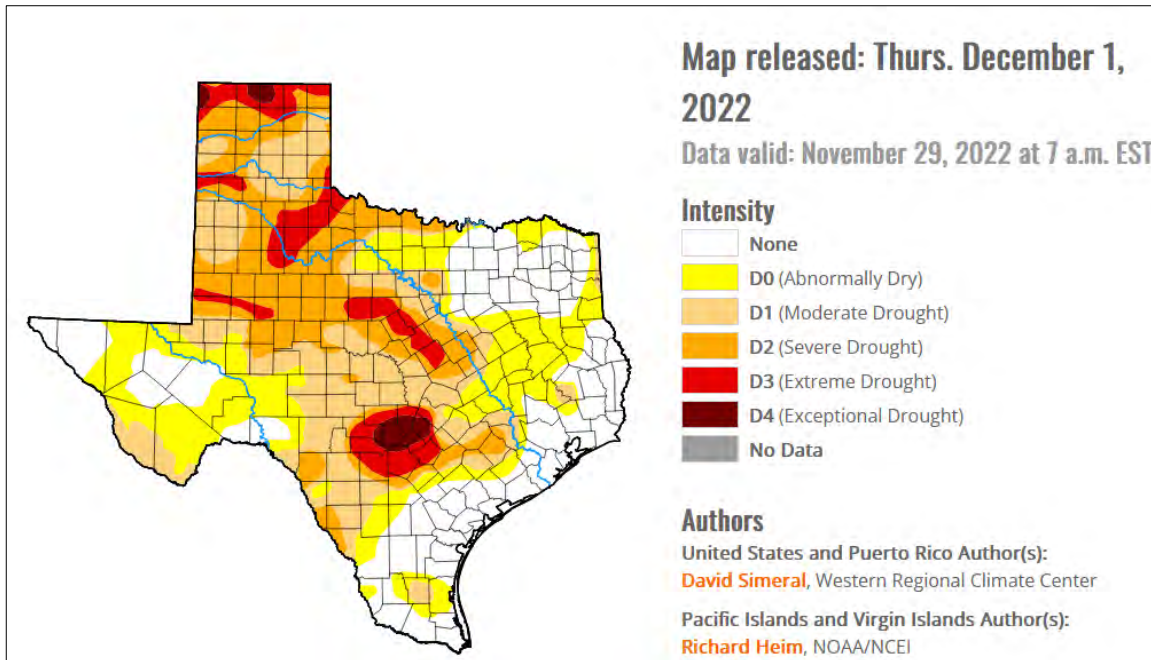 Map released: Thurs. December 1,
2022
Data valid: November 29, 2022 at 7 a.m. EST
Intensity
None
D0 (Abnormally Dry)
D1 (Moderate Drought)
D2 (Severe Drought)
D3 (Extreme Drought)
D4 (Exceptional Drought)
No Data
Authors
United States and Puerto Rico Author(s):
David Simeral, Western Regional Climate Center
Pacific Islands and Virgin Islands Author(s):
Richard Heim, NOAA/NCEI